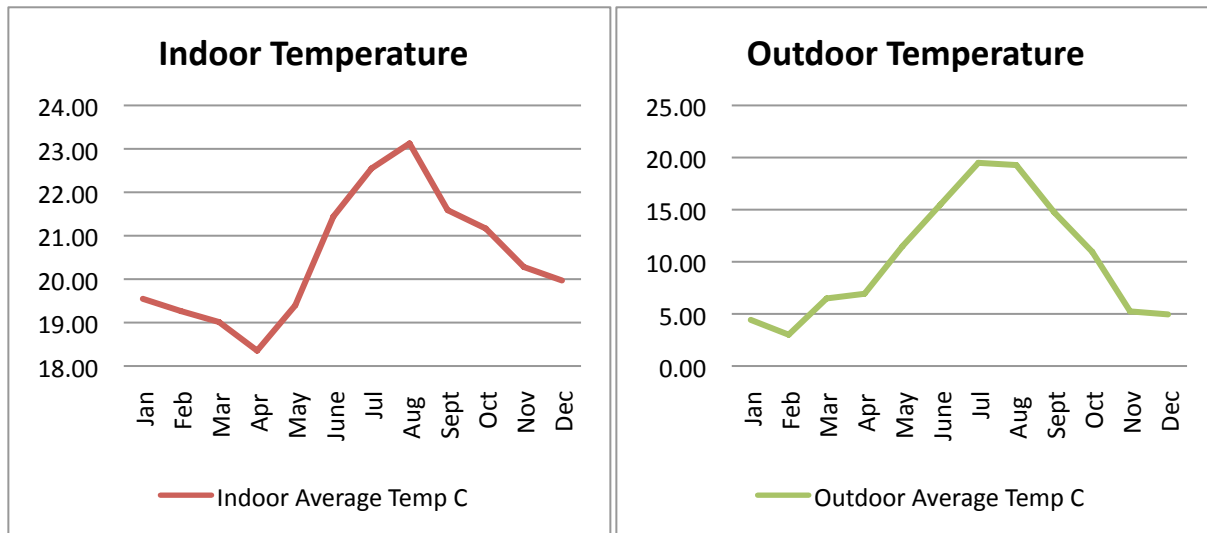 Indoor Temperature
24.00
23.00
22.00
21.00
20.00
19.00
18.00
Jan
Feb
Mar
Apr
May
June
Jul
Aug
Sept
Oct
Nov
Dec
Indoor Average Temp C
Outdoor Temperature
25.00
20.00
15.00
10.00
5.00
0.00
Jan
Feb
Mar
Apr
May
June
Jul
Aug
Sept
Oct
Nov
Dec
Outdoor Average Temp C